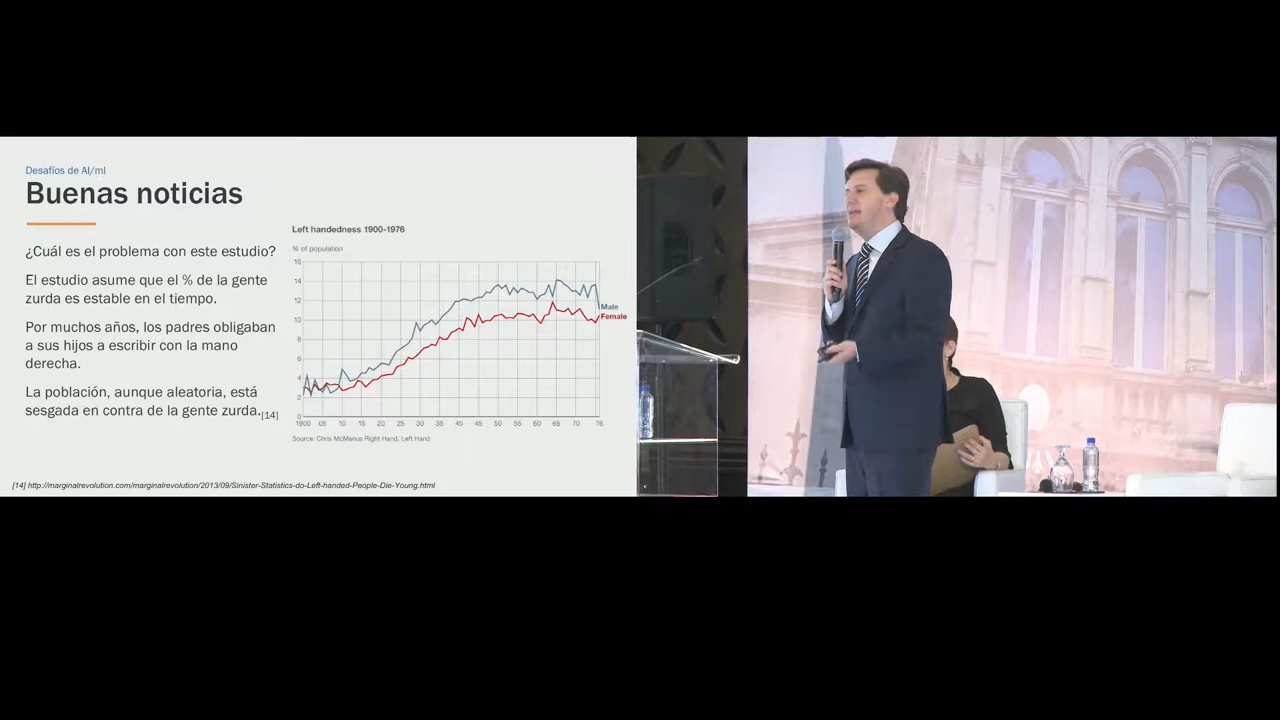 Desafíos de AI/ml
Buenas noticias
¿Cuál es el problema con este estudio?
El estudio asume que el % de la gente
zurda es estable en el tiempo.
Por muchos años, los padres obligaban
a sus hijos a escribir con la mano
derecha.
La población, aunque aleatoria, está
sesgada en contra de la gente zurda.[14]
Left handedness 1900-1976
% of population
16
14
12
10
8
6
4
2
0
1900 05 10 15 20 25 30 35 40 45 50 55 60 65 70 76
Male
Female
Source: Chris McManus Right Hand, Left Hand
[14] http://marginalrevolution.com/marginalrevolution/2013/09/Sinister-Statistics-do-Left-handed-People-Die-Young.html